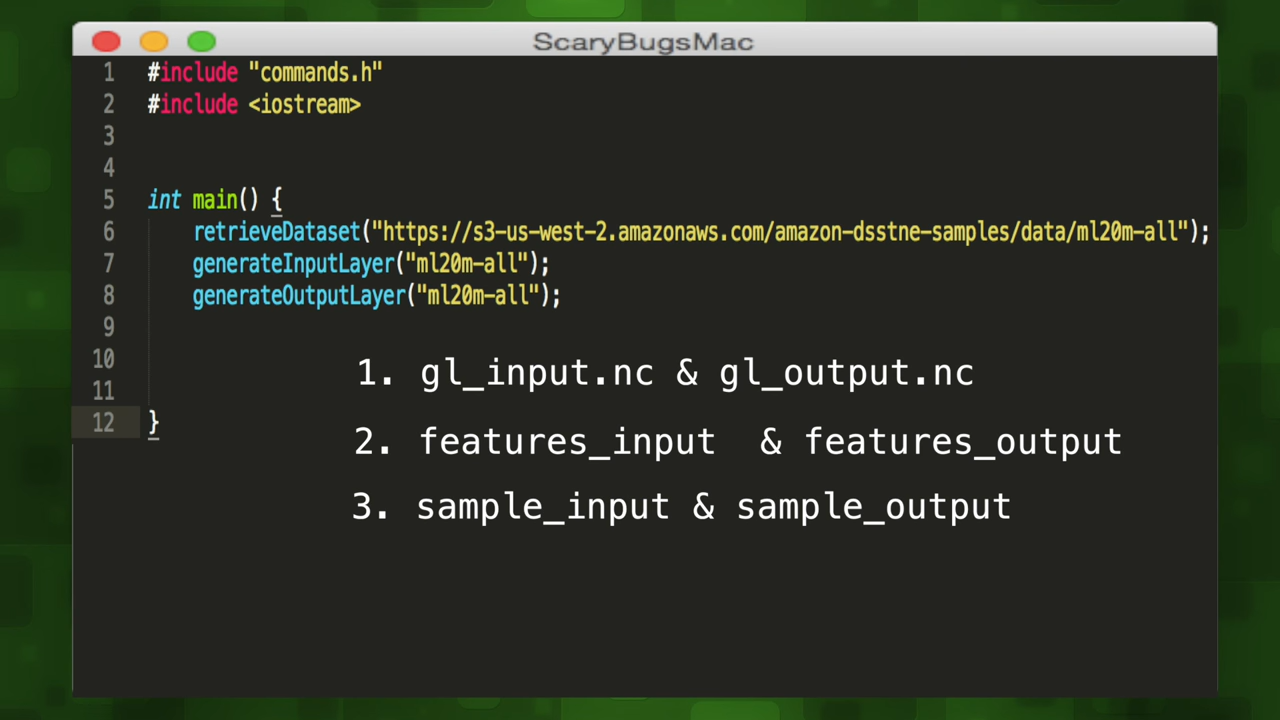 ScaryBugsMac
1 #include "commands.h"
2 #include <iostream>
3
4
5 int main() {
6 retrieveDataset("https://s3-us-west-2.amazonaws.com/amazon-dsstne-samples/data/ml20m-all");
7 generateInputLayer("ml20m-all");
8 generateOutputLayer("ml20m-all");
9
10
1. gl_input.nc & gl_output.nc
11
12 }
2. features_input & features_output
3. sample_input & sample_output